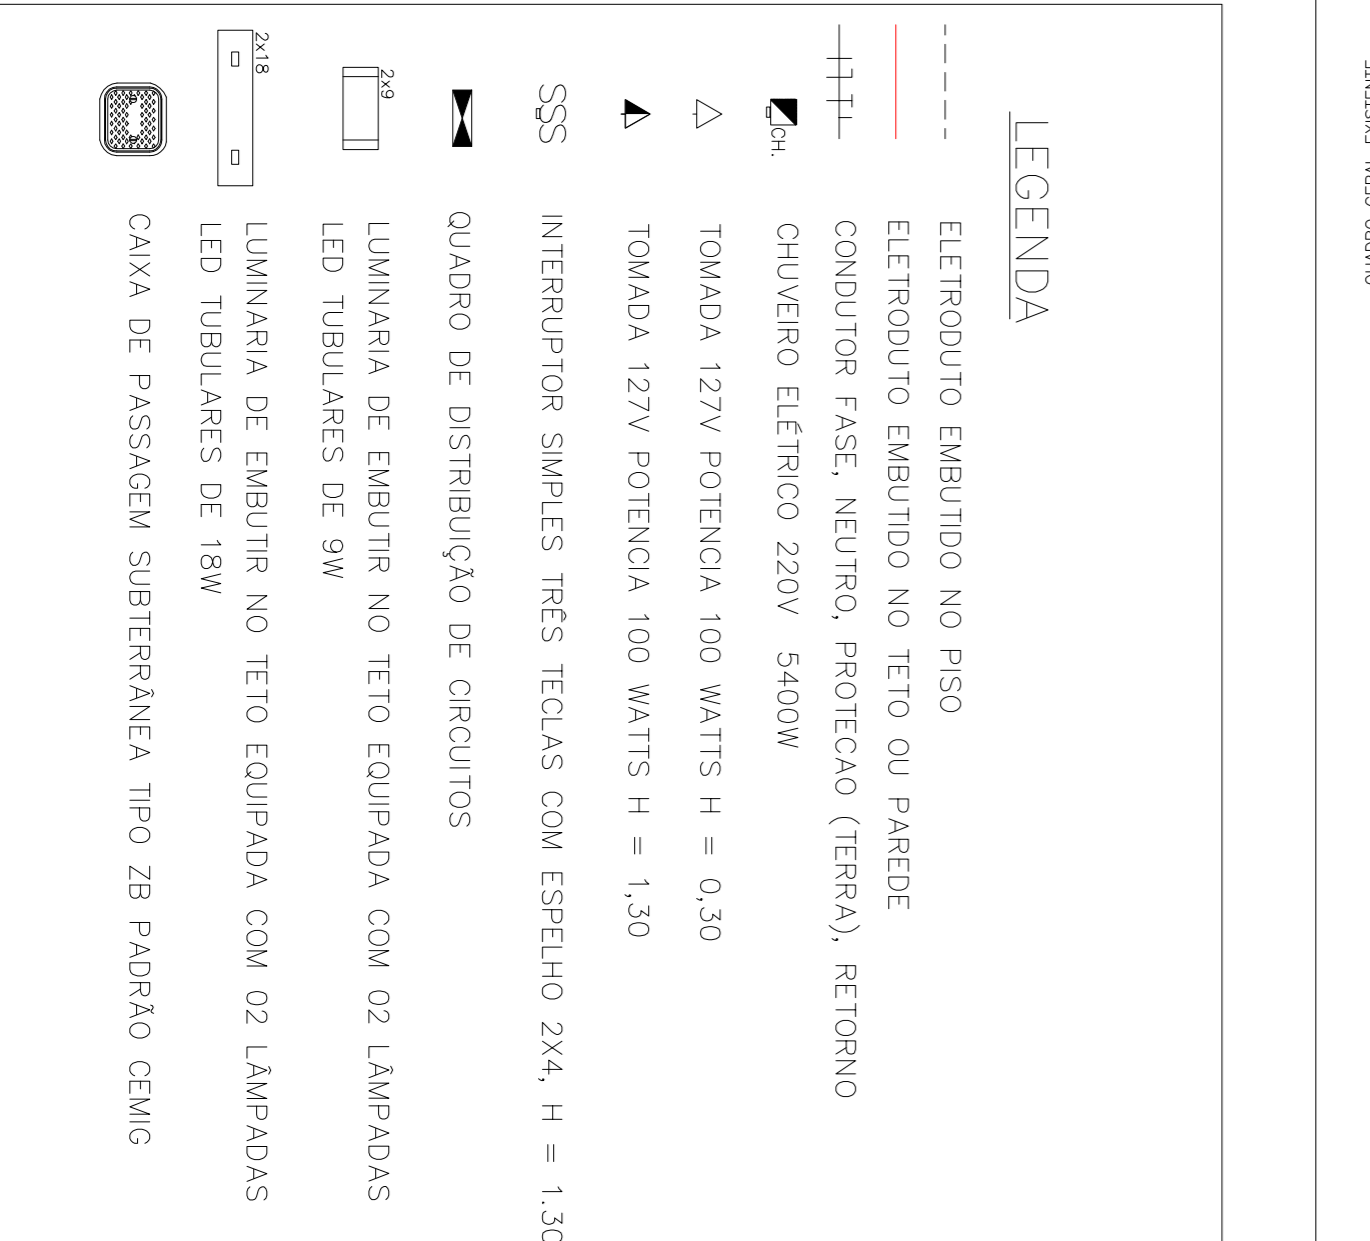 QUADRO GERAL EXISTENTE
LEGENDA
ELETRODUTO EMBUTIDO NO PISO
ELETRODUTO EMBUTIDO NO TETO OU PAREDE
CONDUTOR FASE, NEUTRO, PROTECAO (TERRA), RETORNO
CH.
CHUVEIRO ELÉTRICO 220V 5400W
TOMADA 127V POTENCIA 100 WATTS H = 0,30
TOMADA 127V POTENCIA 100 WATTS H = 1,30
SSS
INTERRUPTOR SIMPLES TRÊS TECLAS COM ESPELHO 2X4, H = 1.30
QUADRO DE DISTRIBUIÇÃO DE CIRCUITOS
2x9
LUMINARIA DE EMBUTIR NO TETO EQUIPADA COM 02 LÂMPADAS
LED TUBULARES DE 9W
2x18
LUMINARIA DE EMBUTIR NO TETO EQUIPADA COM 02 LÂMPADAS
LED TUBULARES DE 18W
CAIXA DE PASSAGEM SUBTERRÂNEA TIPO ZB PADRÃO CEMIG